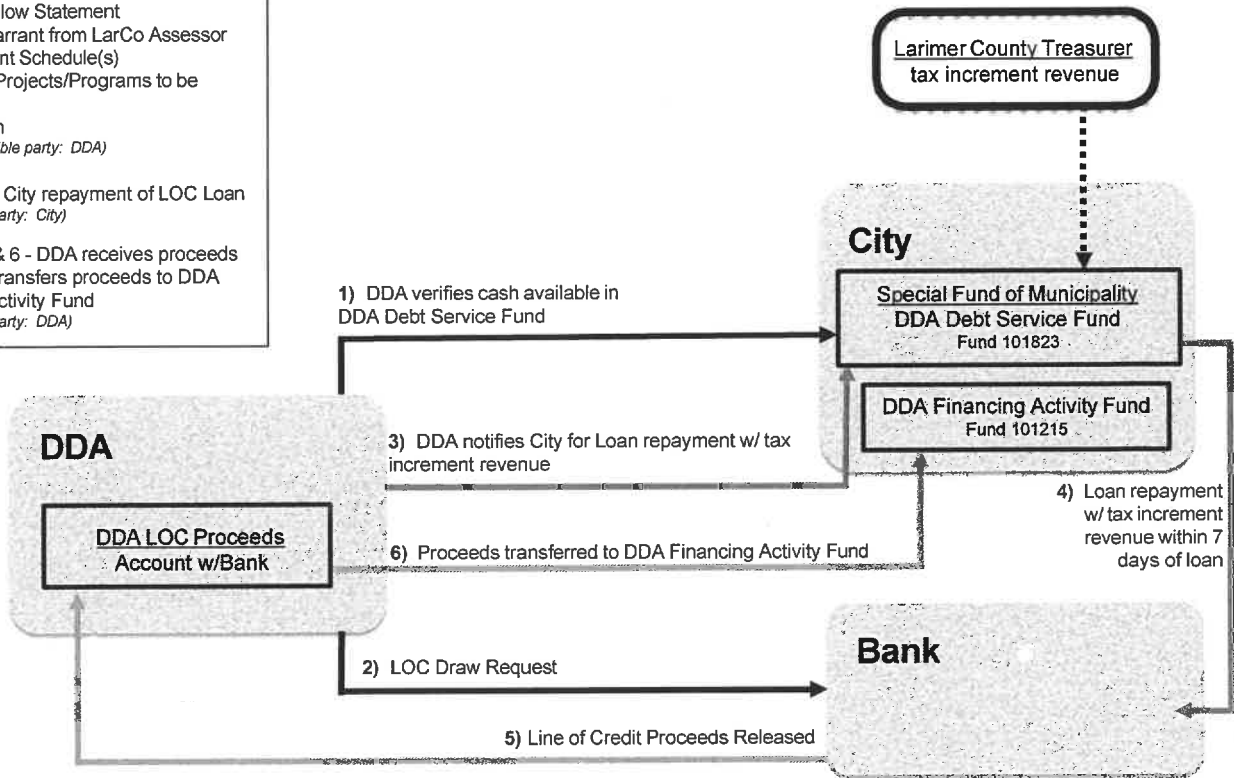 low Statement
arrant from LarCo Assessor
nt Schedule(s)
Projects/Programs to be
n
ble party: DDA)
City repayment of LOC Loan
arty: City)
& 6 - DDA receives proceeds
ransfers proceeds to DDA
ctivity Fund
arty: DDA)
Larimer County Treasurer
tax increment revenue
City
Special Fund of Municipality
DDA Debt Service Fund
Fund 101823
DDA Financing Activity Fund
Fund 101215
1) DDA verifies cash available in
DDA Debt Service Fund
DDA
DDA LOC Proceeds
Account w/Bank
3) DDA notifies City for Loan repayment w/ tax
increment revenue
4) Loan repayment
w/ tax increment
revenue within 7
days of loan
6) Proceeds transferred to DDA Financing Activity Fund
Bank
2) LOC Draw Request
5) Line of Credit Proceeds Released